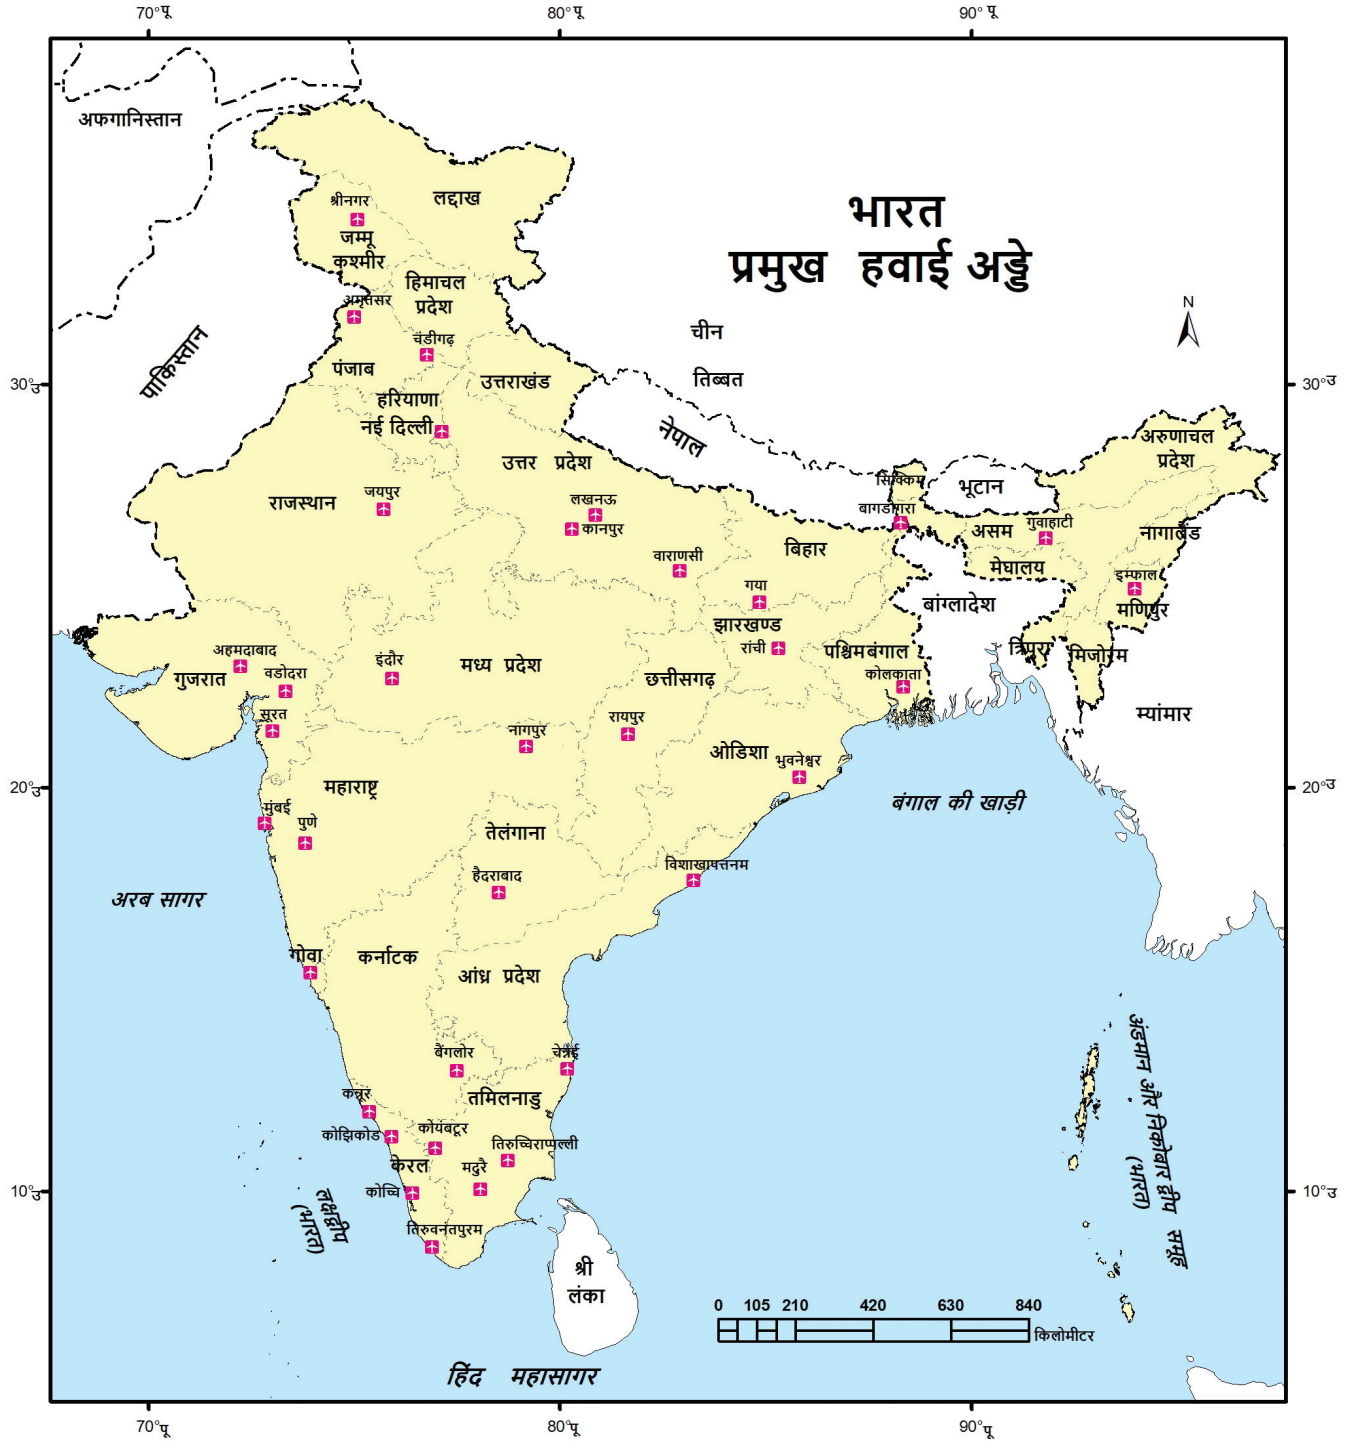 70°पू
80°पू
90°पू
अफगानिस्तान
लद्दाख
श्रीनगर
जम्मू
कश्मीर
भारत
प्रमुख हवाई अड्डे
हिमाचल
प्रदेश
अमृतसर
N
चंडीगढ़
चीन
पाकिस्तान
पंजाब
उत्तराखंड
तिब्बत
30°उ
30°उ
हरियाणा
नई दिल्ली
नेपाल
अरुणाचल
प्रदेश
उत्तर प्रदेश
सिक्किम
भूटान
राजस्थान
जयपुर
लखनऊ
कानपुर
बागडोगरा
असम
गुवाहाटी
नागालैंड
बिहार
वाराणसी
मेघालय
इम्फाल
गया
बांग्लादेश
मणिपुर
झारखण्ड
रांची
पश्चिमबंगाल
त्रिपुरा
मिजोरम
अहमदाबाद
वडोदरा
इंदौर
मध्य प्रदेश
गुजरात
छत्तीसगढ़
कोलकाता
सूरत
रायपुर
म्यांमार
नागपुर
ओडिशा
भुवनेश्वर
20°उ
20°उ
महाराष्ट्र
मुंबई
पुणे
बंगाल की खाड़ी
तेलंगाना
हैदराबाद
विशाखापत्तनम
अरब सागर
गोवा
कर्नाटक
आंध्र प्रदेश
बैंगलोर
चेन्नई
अंडमान और निकोबार द्वीप समूह
(भारत)
कन्नूर
तमिलनाडु
कोझिकोड
कोयंबटूर
तिरुच्चिराप्पल्ली
केरल
मदुरै
10°उ
10°उ
कोच्चि
लक्षद्वीप
(भारत)
तिरुवनंतपुरम
श्री
लंका
0 105 210 420 630 840
किलोमीटर
हिंद महासागर
70°पू
80°पू
90°पू